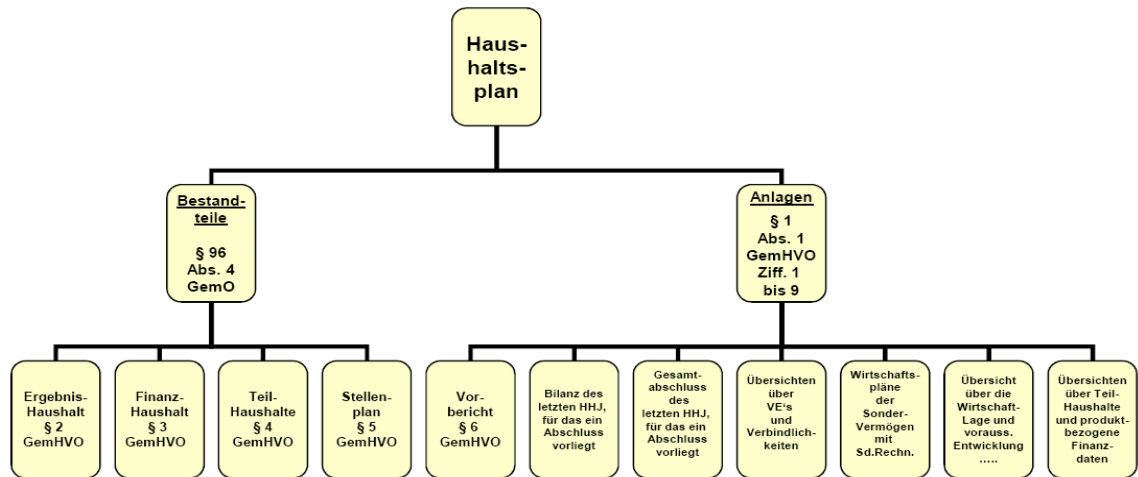 Haus-
halts-
plan
Bestand-
teile
§ 96
Abs. 4
GemO
Anlagen
§ 1
Abs. 1
GemHVO
Ziff. 1
bis 9
Ergebnis-
Haushalt
§ 2
GemHVO
Finanz-
Haushalt
§ 3
GemHVO
Teil-
Haushalte
§ 4
GemHVO
Stellen-
plan
§ 5
GemHVO
Vor-
bericht
§ 6
GemHVO
Bilanz des
letzten HHJ,
für das ein
Abschluss
vorliegt
Gesamt-
abschluss
des
letzten HHJ,
für das ein
Abschluss
vorliegt
Übersichten
über
VE's
und
Verbindlich-
keiten
Wirtschafts-
pläne
der
Sonder-
Vermögen
mit
Sd.Rechn.
Übersicht
über die
Wirtschaft-
Lage und
vorauss.
Entwicklung
.....
Übersichten
über Teil-
Haushalte
und produkt-
bezogene
Finanz-
daten